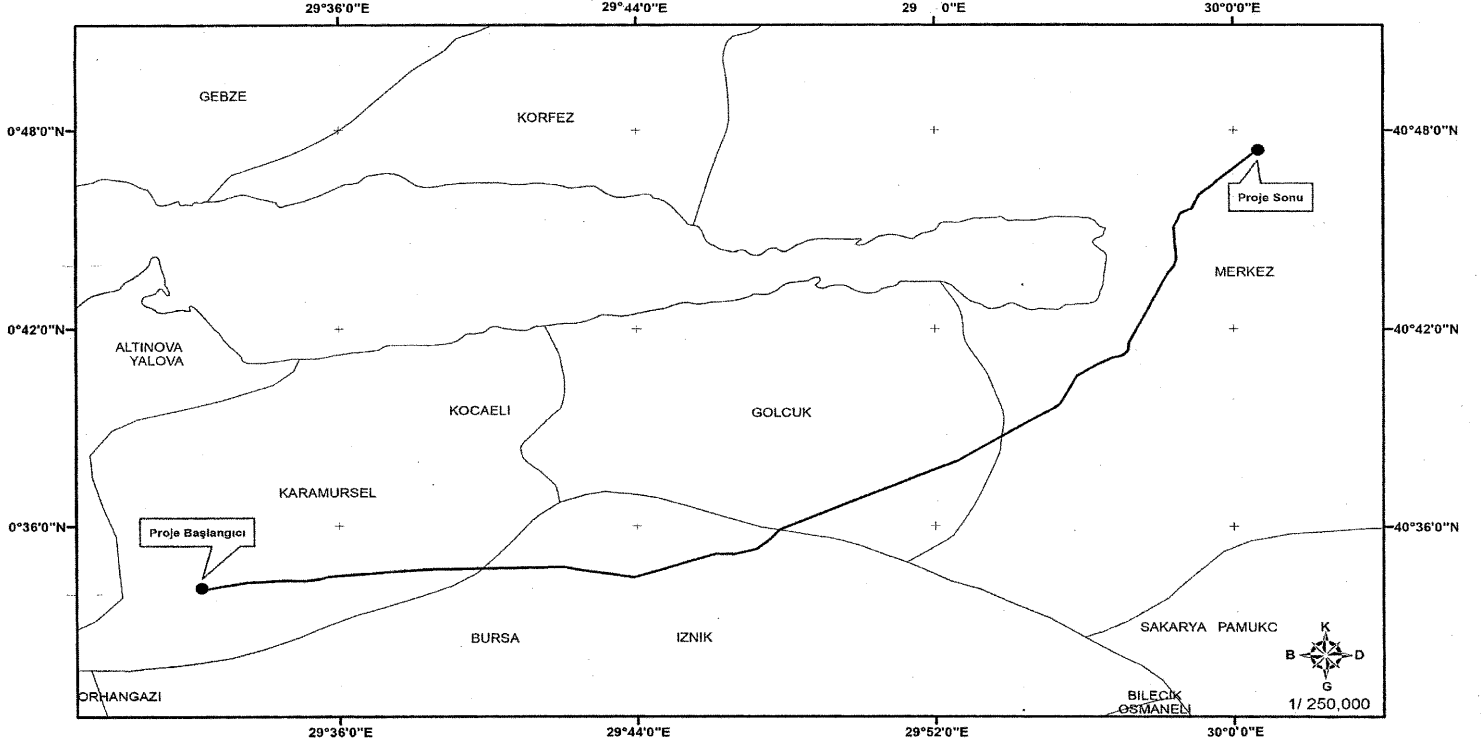 29°36'0"E
29°44'0"E
29 0'0"E
30°0'0"E
GEBZE
KORFEZ
0°48'0"N
40°48'0"N
Proje Sonu
MERKEZ
0°42'0"N
40°42'0"N
ALTINOVA
YALOVA
KOCAELI
GOLCUK
KARAMURSEL
0°36'0"N
40°36'0"N
Proje Başlangıcı
BURSA
IZNIK
SAKARYA PAMUKC
K
B
D
G
ORHANGAZI
BILECIK
OSMANELI
1/ 250,000
29°36'0"E
29°44'0"E
29°52'0"E
30°0'0"E